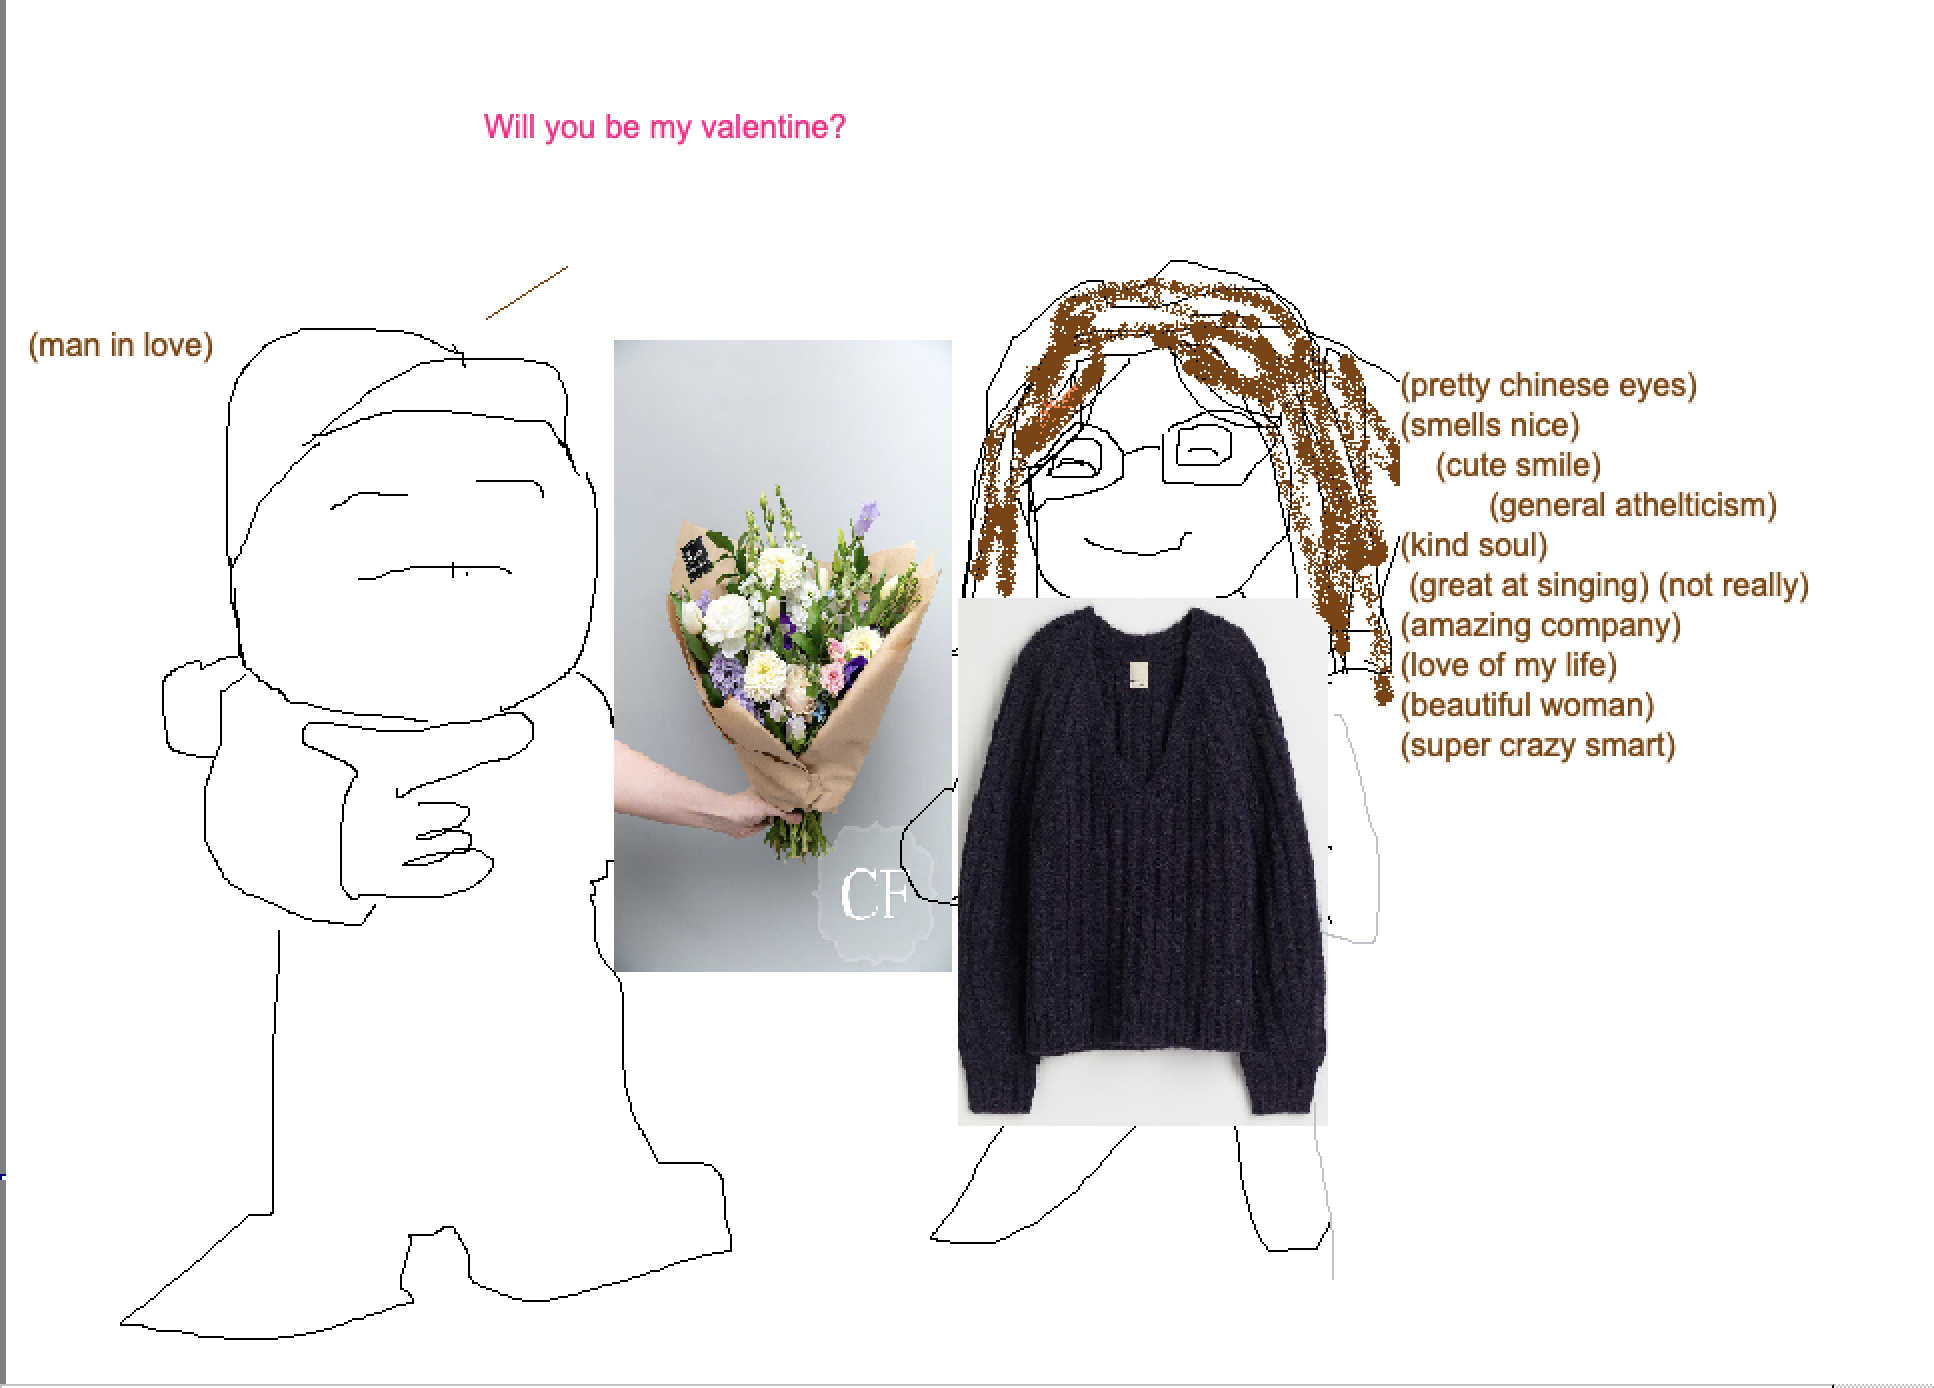 Will you be my valentine?
(man in love)
(pretty chinese eyes)
(smells nice)
(cute smile)
(general athelticism)
(kind soul)
(great at singing) (not really)
(amazing company)
(love of my life)
(beautiful woman)
(super crazy smart)
CF